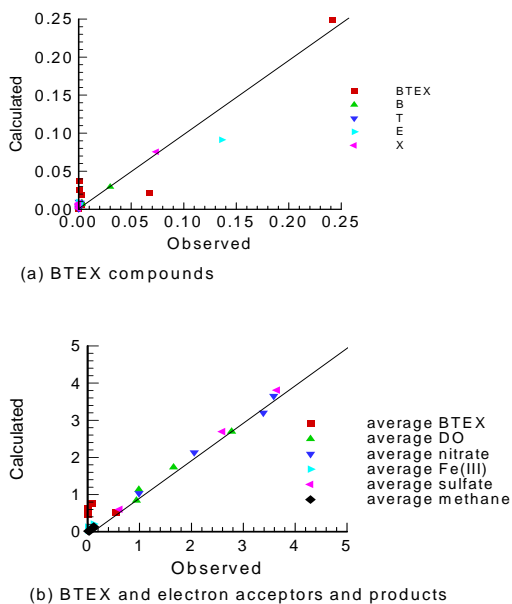 0.25
0.20
0.15
0.10
0.05
0.00
Calculated
0.00 0.05 0.10 0.15 0.20 0.25
Observed
BTEX
B
T
E
X
(a) BTEX compounds
5
4
3
2
1
0
Calculated
0 1 2 3 4 5
Observed
average BTEX
average DO
average nitrate
average Fe(III)
average sulfate
average methane
(b) BTEX and electron acceptors and products